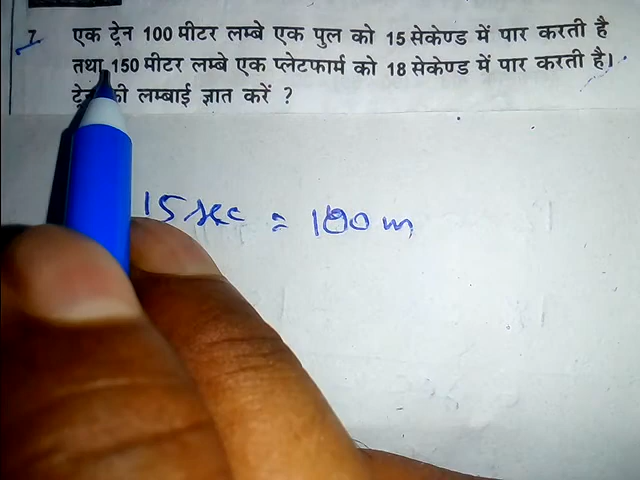 7 एक ट्रेन 100 मीटर लम्बे एक पुल को 15 सेकेण्ड में पार करती है
तथा 150 मीटर लम्बे एक प्लेटफार्म को 18 सेकेण्ड में पार करती है।
की लम्बाई ज्ञात करें ?
15 sec = 100 m